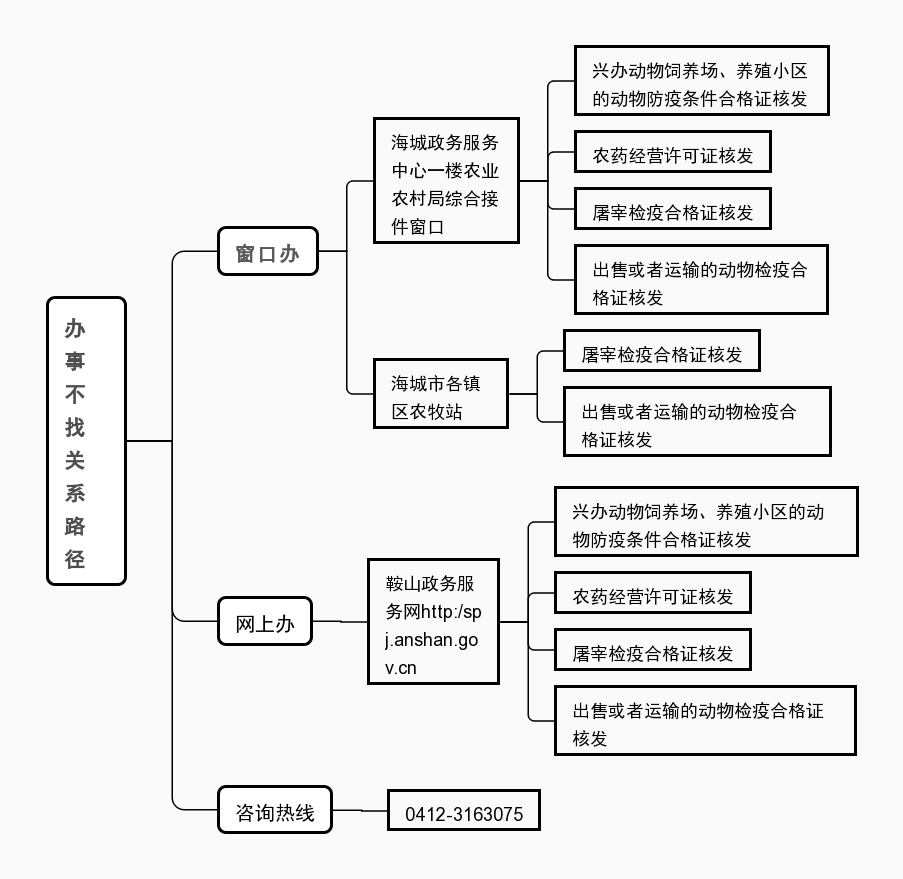 办
事
不
找
关
系
路
径
窗口办
海城政务服务
中心一楼农业
农村局综合接
件窗口
兴办动物饲养场、养殖小区
的动物防疫条件合格证核发
农药经营许可证核发
屠宰检疫合格证核发
出售或者运输的动物检疫合
格证核发
海城市各镇
区农牧站
屠宰检疫合格证核发
出售或者运输的动物检疫合
格证核发
网上办
鞍山政务服
务网http:/sp
j.anshan.go
v.cn
兴办动物饲养场、养殖小区的动
物防疫条件合格证核发
农药经营许可证核发
屠宰检疫合格证核发
出售或者运输的动物检疫合格证
核发
咨询热线
0412-3163075